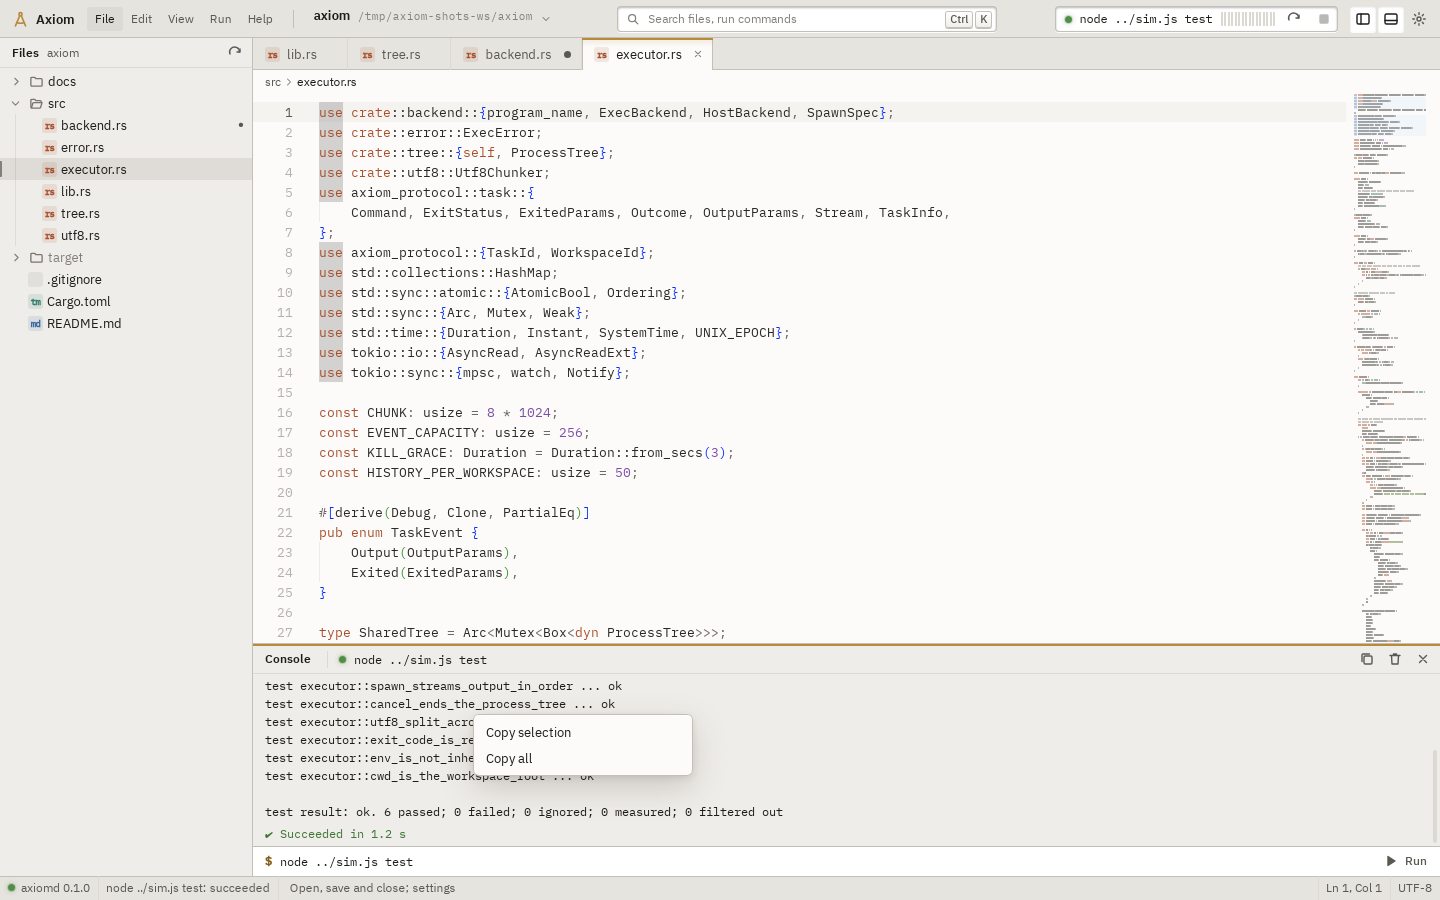 Axiom File Edit View Run Help axiom /tmp/axiom-shots-ws/axiom Search files, run commands Ctrl K node ../sim.js test
Files axiom
docs
src
backend.rs
error.rs
executor.rs
lib.rs
tree.rs
utf8.rs
target
.gitignore
Cargo.toml
README.md
lib.rs tree.rs backend.rs executor.rs
src executor.rs
1 use crate::backend::{program_name, ExecBackend, HostBackend, SpawnSpec};
2 use crate::error::ExecError;
3 use crate::tree::{self, ProcessTree};
4 use crate::utf8::Utf8Chunker;
5 use axiom_protocol::task::{
6 Command, ExitStatus, ExitedParams, Outcome, OutputParams, Stream, TaskInfo,
7 };
8 use axiom_protocol::{TaskId, WorkspaceId};
9 use std::collections::HashMap;
10 use std::sync::atomic::{AtomicBool, Ordering};
11 use std::sync::{Arc, Mutex, Weak};
12 use std::time::{Duration, Instant, SystemTime, UNIX_EPOCH};
13 use tokio::io::{AsyncRead, AsyncReadExt};
14 use tokio::sync::{mpsc, watch, Notify};
15
16 const CHUNK: usize = 8 * 1024;
17 const EVENT_CAPACITY: usize = 256;
18 const KILL_GRACE: Duration = Duration::from_secs(3);
19 const HISTORY_PER_WORKSPACE: usize = 50;
20
21 #[derive(Debug, Clone, PartialEq)]
22 pub enum TaskEvent {
23 Output(OutputParams),
24 Exited(ExitedParams),
25 }
26
27 type SharedTree = Arc<Mutex<Box<dyn ProcessTree>>>;
Console node ../sim.js test
test executor::spawn_streams_output_in_order ... ok
test executor::cancel_ends_the_process_tree ... ok
test executor::utf8_split_acro
test executor::exit_code_is_re
test executor::env_is_not_inhe
test executor::cwd_is_the_workspace_root ... ok
Copy selection
Copy all
test result: ok. 6 passed; 0 failed; 0 ignored; 0 measured; 0 filtered out
✔ Succeeded in 1.2 s
$ node ../sim.js test Run
axiomd 0.1.0 node ../sim.js test: succeeded Open, save and close; settings Ln 1, Col 1 UTF-8